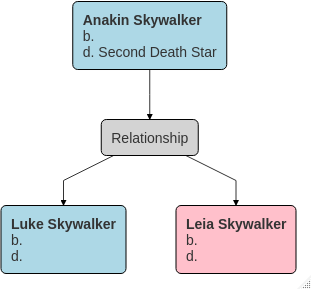 Anakin Skywalker
b.
d. Second Death Star
Relationship
Luke Skywalker
b.
d.
Leia Skywalker
b.
d.